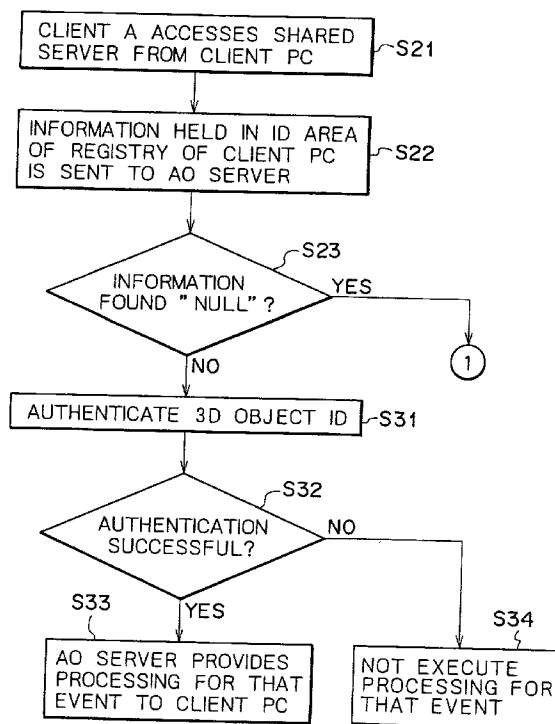 CLIENT A ACCESSES SHARED
SERVER FROM CLIENT PC
S21
INFORMATION HELD IN ID AREA
OF REGISTRY OF CLIENT PC
IS SENT TO AO SERVER
S22
S23
INFORMATION
FOUND "NULL"?
YES
1
NO
AUTHENTICATE 3D OBJECT ID
S31
S32
AUTHENTICATION
SUCCESSFUL?
NO
YES
S33
AO SERVER PROVIDES
PROCESSING FOR THAT
EVENT TO CLIENT PC
S34
NOT EXECUTE
PROCESSING FOR
THAT EVENT